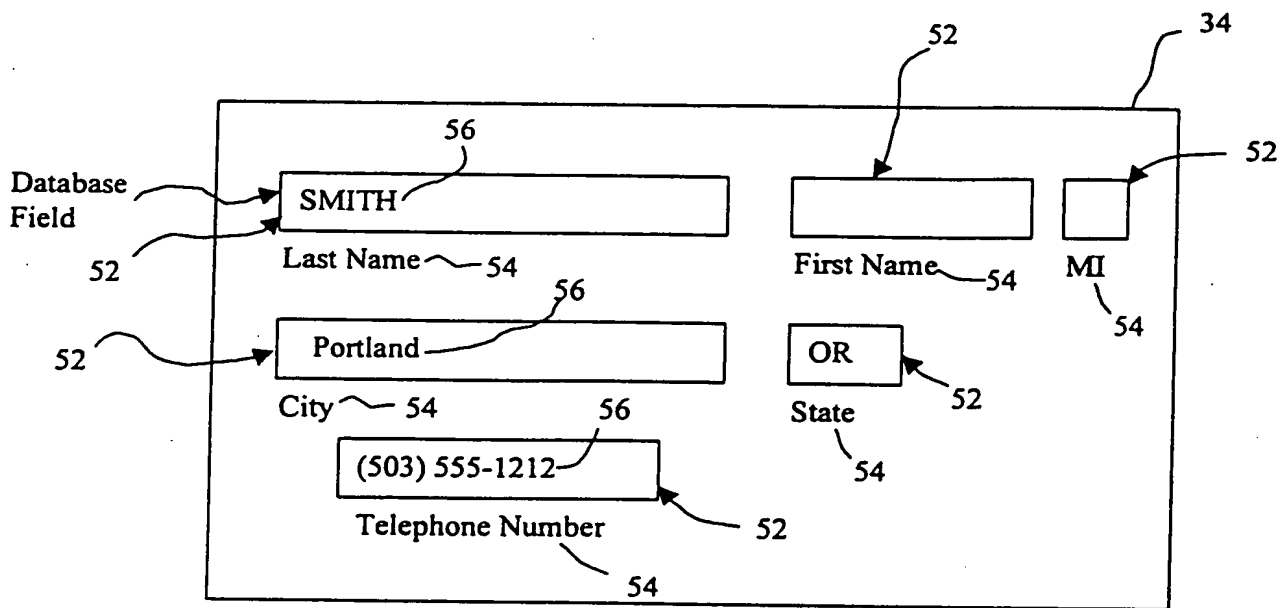 52
34
56
52
Database
Field
SMITH
52
Last Name 54
First Name 54
MI
54
56
52
Portland
OR
52
City 54
56
State
54
(503) 555-1212
52
Telephone Number
54